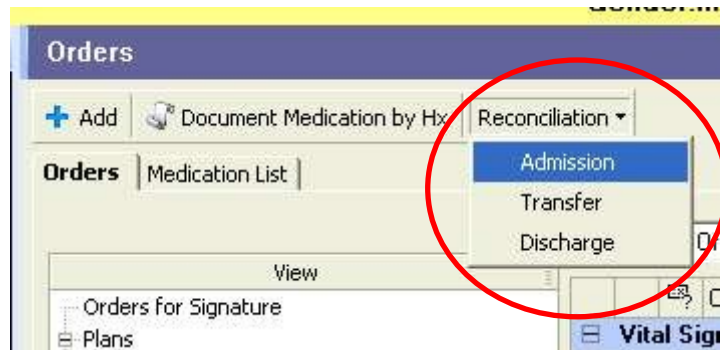 Orders
Add Document Medication by Hx Reconciliation
Orders Medication List
Admission
Transfer
Discharge
View
Orders for Signature
Plans
Vital